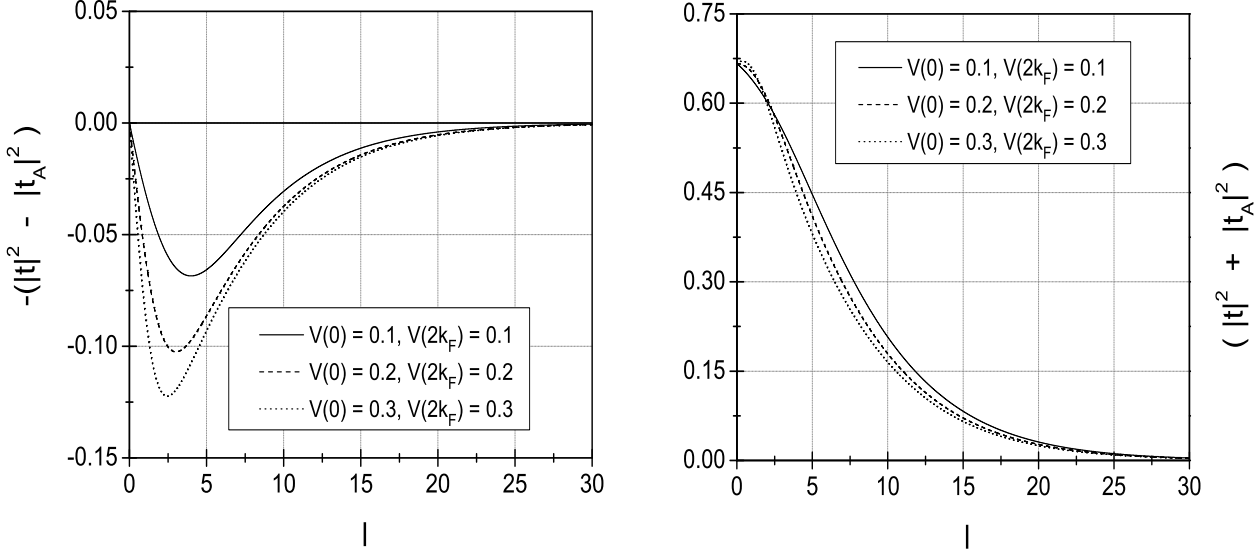 0.05
0.00
-0.05
-0.10
-0.15
0 5 10 15 20 25 30
l
-(|t|² - |t_A|²)
V(0) = 0.1, V(2k_F) = 0.1
V(0) = 0.2, V(2k_F) = 0.2
V(0) = 0.3, V(2k_F) = 0.3
0.75
0.60
0.45
0.30
0.15
0.00
0 5 10 15 20 25 30
l
( |t|² + |t_A|² )
V(0) = 0.1, V(2k_F) = 0.1
V(0) = 0.2, V(2k_F) = 0.2
V(0) = 0.3, V(2k_F) = 0.3